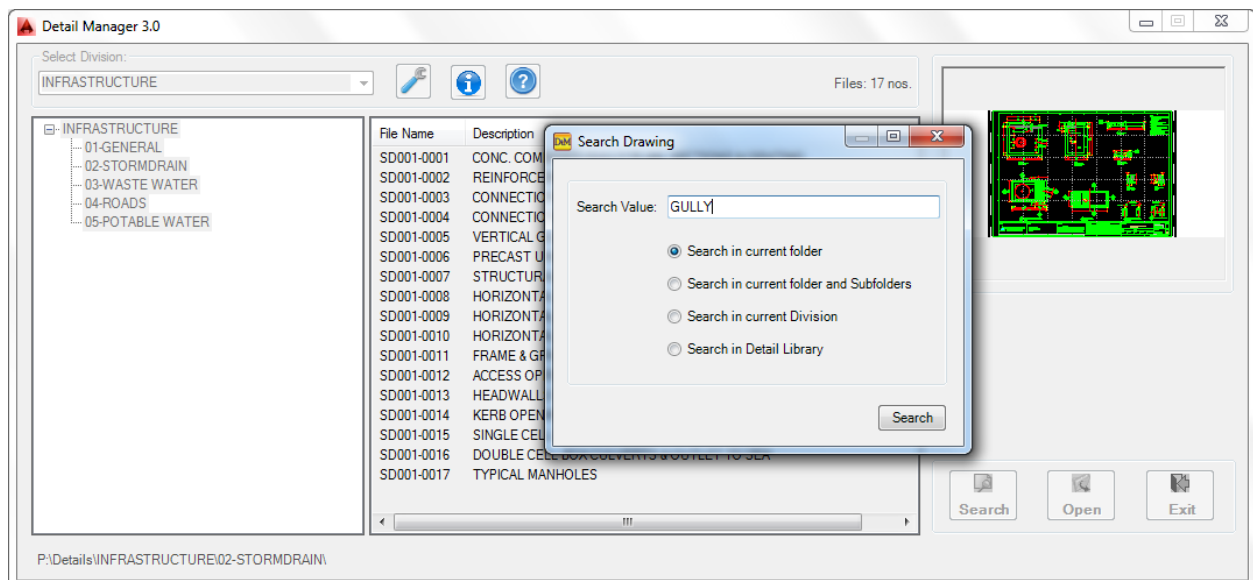 Detail Manager 3.0
Select Division:
INFRASTRUCTURE
Files: 17 nos.
INFRASTRUCTURE
01-GENERAL
02-STORMDRAIN
03-WASTE WATER
04-ROADS
05-POTABLE WATER
File Name Description
SD001-0001 CONC. COM
SD001-0002 REINFORCE
SD001-0003 CONNECTIO
SD001-0004 CONNECTIO
SD001-0005 VERTICAL G
SD001-0006 PRECAST U
SD001-0007 STRUCTUR
SD001-0008 HORIZONTA
SD001-0009 HORIZONTA
SD001-0010 HORIZONTA
SD001-0011 FRAME & GR
SD001-0012 ACCESS OP
SD001-0013 HEADWALL
SD001-0014 KERB OPEN
SD001-0015 SINGLE CEL
SD001-0016 DOUBLE CELL BOX CULVERTS & OUTLET TO SEA
SD001-0017 TYPICAL MANHOLES
DeM Search Drawing
Search Value: GULLY
Search in current folder
Search in current folder and Subfolders
Search in current Division
Search in Detail Library
Search
Search Open Exit
P:\Details\INFRASTRUCTURE\02-STORMDRAIN\